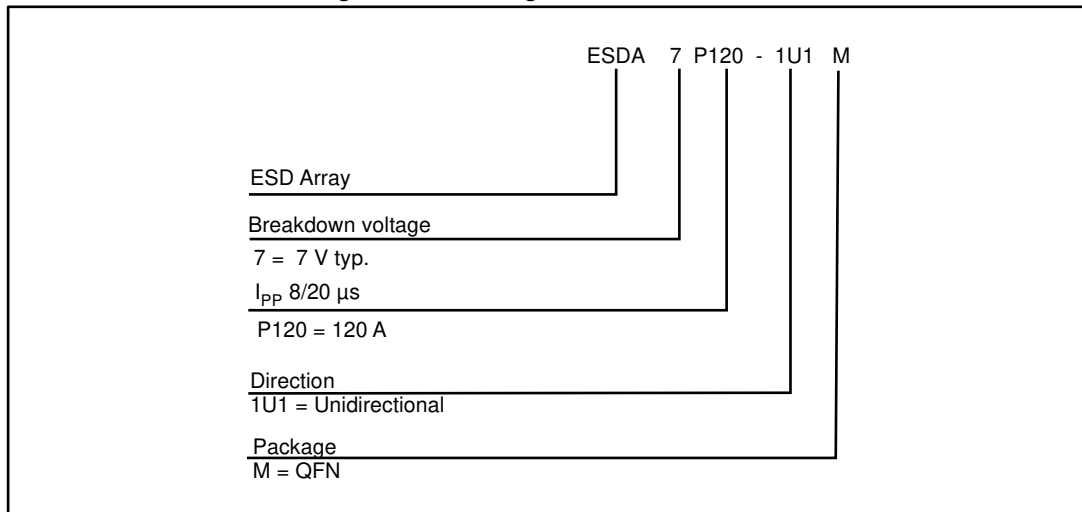 ESDA 7 P120 - 1U1 M
ESD Array
Breakdown voltage
7 = 7 V typ.
IPP 8/20 µs
P120 = 120 A
Direction
1U1 = Unidirectional
Package
M = QFN